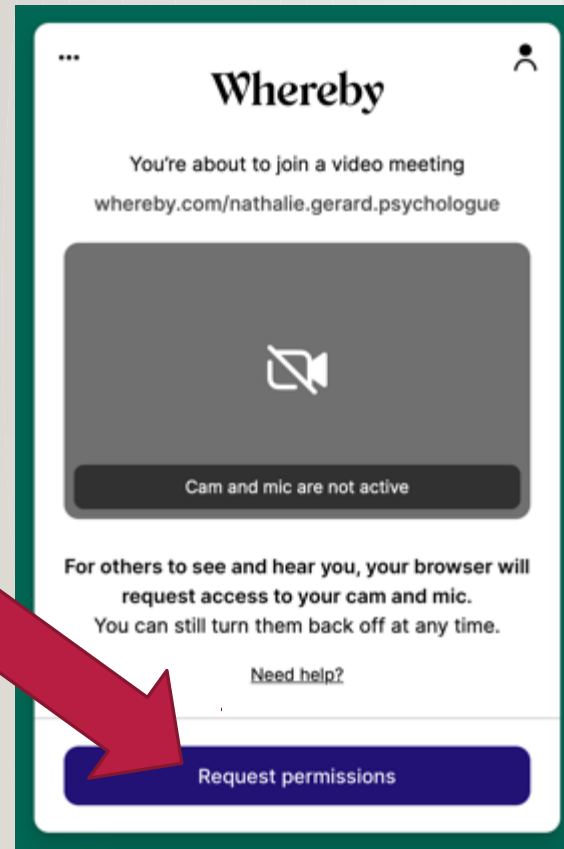 Whereby
You're about to join a video meeting
whereby.com/nathalie.gerard.psychologue
Cam and mic are not active
For others to see and hear you, your browser will
request access to your cam and mic.
You can still turn them back off at any time.
Need help?
Request permissions